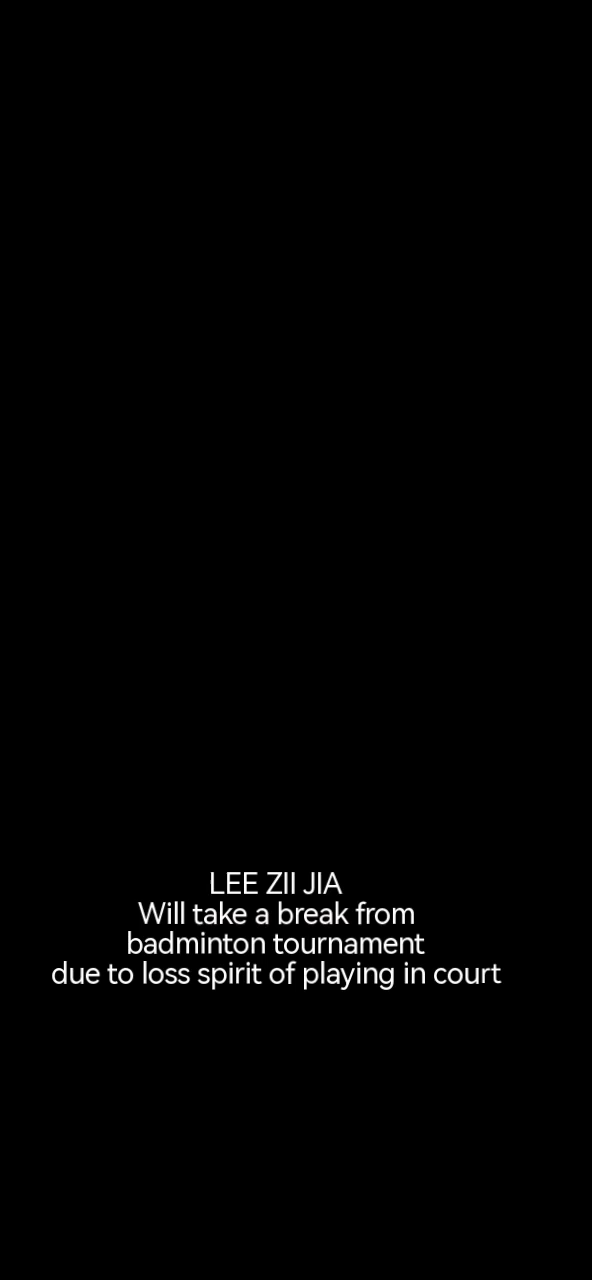 LEE ZII JIA
Will take a break from
badminton tournament
due to loss spirit of playing in court